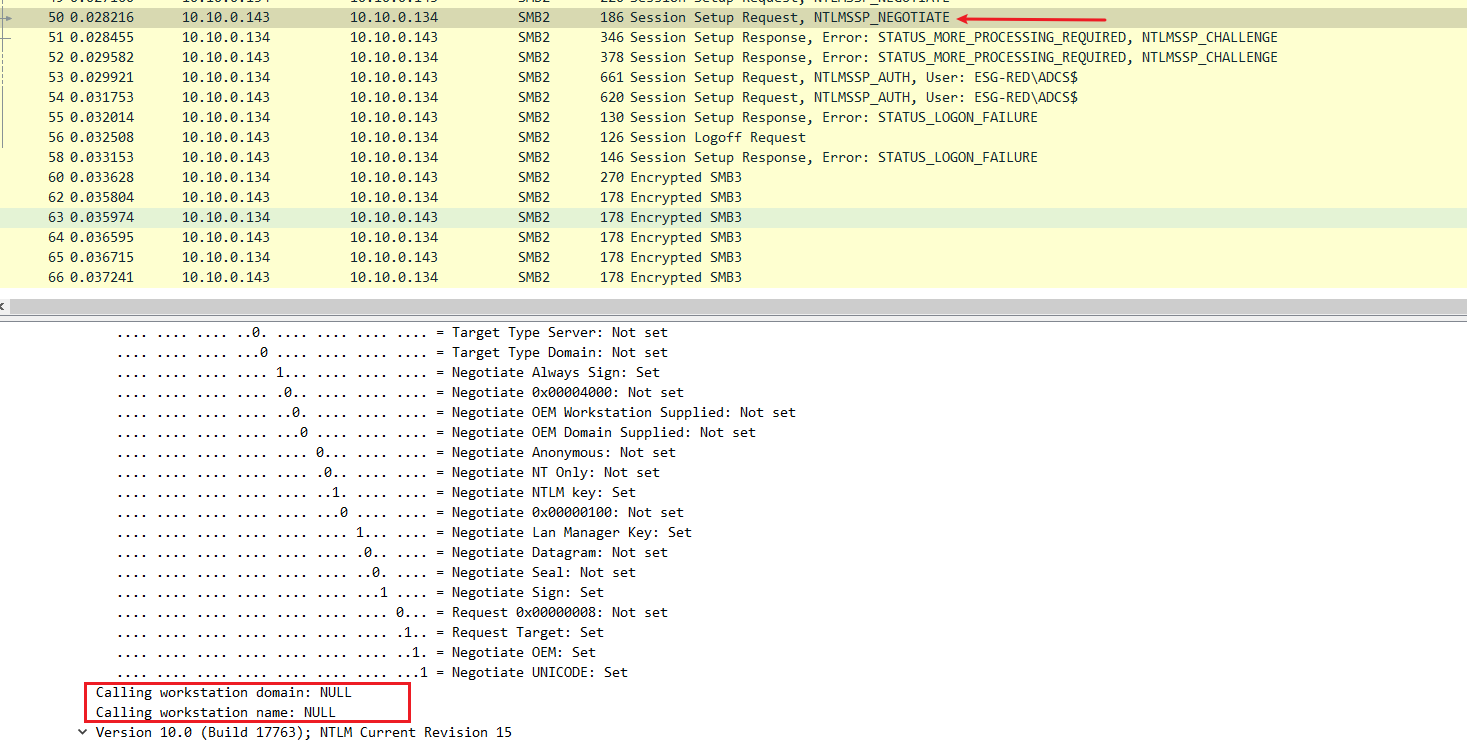 50 0.028216 10.10.0.143 10.10.0.134 SMB2 186 Session Setup Request, NTLMSSP_NEGOTIATE
51 0.028455 10.10.0.134 10.10.0.143 SMB2 346 Session Setup Response, Error: STATUS_MORE_PROCESSING_REQUIRED, NTLMSSP_CHALLENGE
52 0.029582 10.10.0.134 10.10.0.143 SMB2 378 Session Setup Response, Error: STATUS_MORE_PROCESSING_REQUIRED, NTLMSSP_CHALLENGE
53 0.029921 10.10.0.143 10.10.0.134 SMB2 661 Session Setup Request, NTLMSSP_AUTH, User: ESG-RED\ADCS$
54 0.031753 10.10.0.143 10.10.0.134 SMB2 620 Session Setup Request, NTLMSSP_AUTH, User: ESG-RED\ADCS$
55 0.032014 10.10.0.134 10.10.0.143 SMB2 130 Session Setup Response, Error: STATUS_LOGON_FAILURE
56 0.032508 10.10.0.143 10.10.0.134 SMB2 126 Session Logoff Request
58 0.033153 10.10.0.134 10.10.0.143 SMB2 146 Session Setup Response, Error: STATUS_LOGON_FAILURE
60 0.033628 10.10.0.143 10.10.0.134 SMB2 270 Encrypted SMB3
62 0.035804 10.10.0.134 10.10.0.143 SMB2 178 Encrypted SMB3
63 0.035974 10.10.0.134 10.10.0.143 SMB2 178 Encrypted SMB3
64 0.036595 10.10.0.143 10.10.0.134 SMB2 178 Encrypted SMB3
65 0.036715 10.10.0.143 10.10.0.134 SMB2 178 Encrypted SMB3
66 0.037241 10.10.0.143 10.10.0.134 SMB2 178 Encrypted SMB3
.... .... .... ..0. .... .... .... .... = Target Type Server: Not set
.... .... .... ...0 .... .... .... .... = Target Type Domain: Not set
.... .... .... .... 1... .... .... .... = Negotiate Always Sign: Set
.... .... .... .... .0.. .... .... .... = Negotiate 0x00004000: Not set
.... .... .... .... ..0. .... .... .... = Negotiate OEM Workstation Supplied: Not set
.... .... .... .... ...0 .... .... .... = Negotiate OEM Domain Supplied: Not set
.... .... .... .... .... 0... .... .... = Negotiate Anonymous: Not set
.... .... .... .... .... .0.. .... .... = Negotiate NT Only: Not set
.... .... .... .... .... ..1. .... .... = Negotiate NTLM key: Set
.... .... .... .... .... ...0 .... .... = Negotiate 0x00000100: Not set
.... .... .... .... .... .... 1... .... = Negotiate Lan Manager Key: Set
.... .... .... .... .... .... .0.. .... = Negotiate Datagram: Not set
.... .... .... .... .... .... ..0. .... = Negotiate Seal: Not set
.... .... .... .... .... .... ...1 .... = Negotiate Sign: Set
.... .... .... .... .... .... .... 0... = Request 0x00000008: Not set
.... .... .... .... .... .... .... .1.. = Request Target: Set
.... .... .... .... .... .... .... ..1. = Negotiate OEM: Set
.... .... .... .... .... .... .... ...1 = Negotiate UNICODE: Set
Calling workstation domain: NULL
Calling workstation name: NULL
Version 10.0 (Build 17763); NTLM Current Revision 15